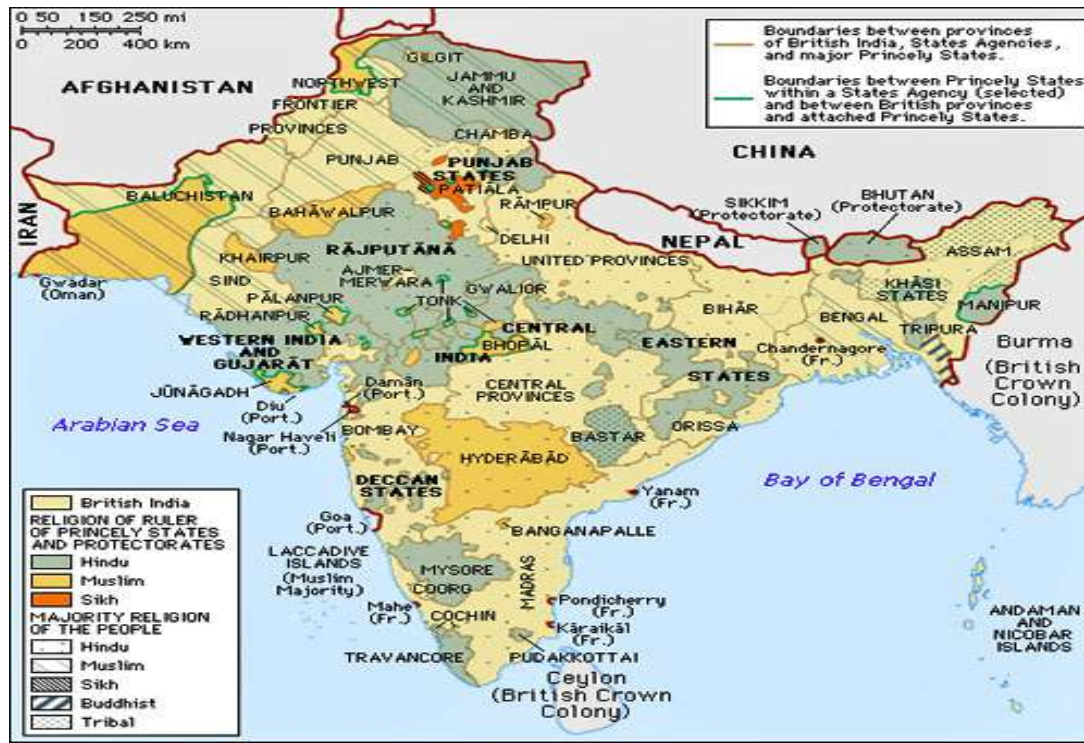 0 50 150 250 mi
0 200 400 km
Boundaries between provinces
of British India, States Agencies,
and major Princely States.
Boundaries between Princely States
within a States Agency (selected)
and between British provinces
and attached Princely States.
AFGHANISTAN
GILGIT
NORTHWEST
FRONTIER
PROVINCES
JAMMU
AND
KASHMIR
CHAMBA
CHINA
PUNJAB
PUNJAB
STATES
PATIĀLA
BALUCHISTAN
IRAN
BAHĀWALPUR
RĀMPUR
DELHI
NEPAL
SIKKIM
(Protectorate)
BHUTAN
(Protectorate)
ASSAM
KHAIRPUR
RĀJPUTĀNĀ
UNITED PROVINCES
Gwadar
(Oman)
SIND
AJMER-
MERWARA
GWALIOR
TONK
BIHĀR
BENGAL
KHĀSI
STATES
MANIPUR
TRIPURA
PĀLANPUR
RĀDHANPUR
WESTERN INDIA
AND
GUJARĀT
CENTRAL
INDIA
BHOPĀL
EASTERN
STATES
Chandernagore
(Fr.)
Burma
(British
Crown
Colony)
JŪNĀGADH
Diu
(Port.)
Damān
(Port.)
CENTRAL
PROVINCES
Arabian Sea
Nagar Haveli
(Port.)
BOMBAY
BASTAR
ORISSA
HYDERĀBĀD
Bay of Bengal
DECCAN
STATES
Yanam
(Fr.)
Goa
(Port.)
BANGANAPALLE
LACCADIVE
ISLANDS
(Muslim
Majority)
MYSORE
COORG
MADRAS
Mahe
(Fr.)
COCHIN
Pondicherry
(Fr.)
Kāraikāl
(Fr.)
TRAVANCORE
PUDAKKOTTAI
Ceylon
(British Crown
Colony)
ANDAMAN
AND
NICOBAR
ISLANDS
British India
RELIGION OF RULER
OF PRINCELY STATES
AND PROTECTORATES
Hindu
Muslim
Sikh
MAJORITY RELIGION
OF THE PEOPLE
Hindu
Muslim
Sikh
Buddhist
Tribal